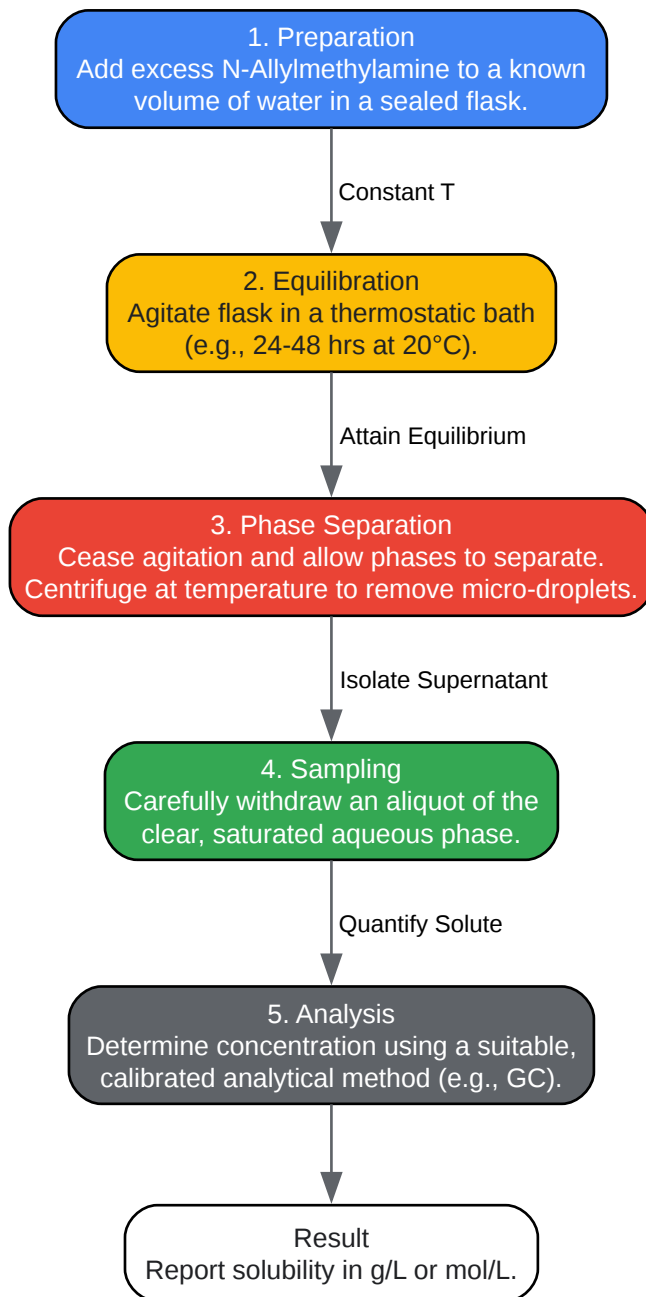 1. Preparation
Add excess N-Allylmethylamine to a known
volume of water in a sealed flask.
Constant T
2. Equilibration
Agitate flask in a thermostatic bath
(e.g., 24-48 hrs at 20°C).
Attain Equilibrium
3. Phase Separation
Cease agitation and allow phases to separate.
Centrifuge at temperature to remove micro-droplets.
Isolate Supernatant
4. Sampling
Carefully withdraw an aliquot of the
clear, saturated aqueous phase.
Quantify Solute
5. Analysis
Determine concentration using a suitable,
calibrated analytical method (e.g., GC).
Result
Report solubility in g/L or mol/L.